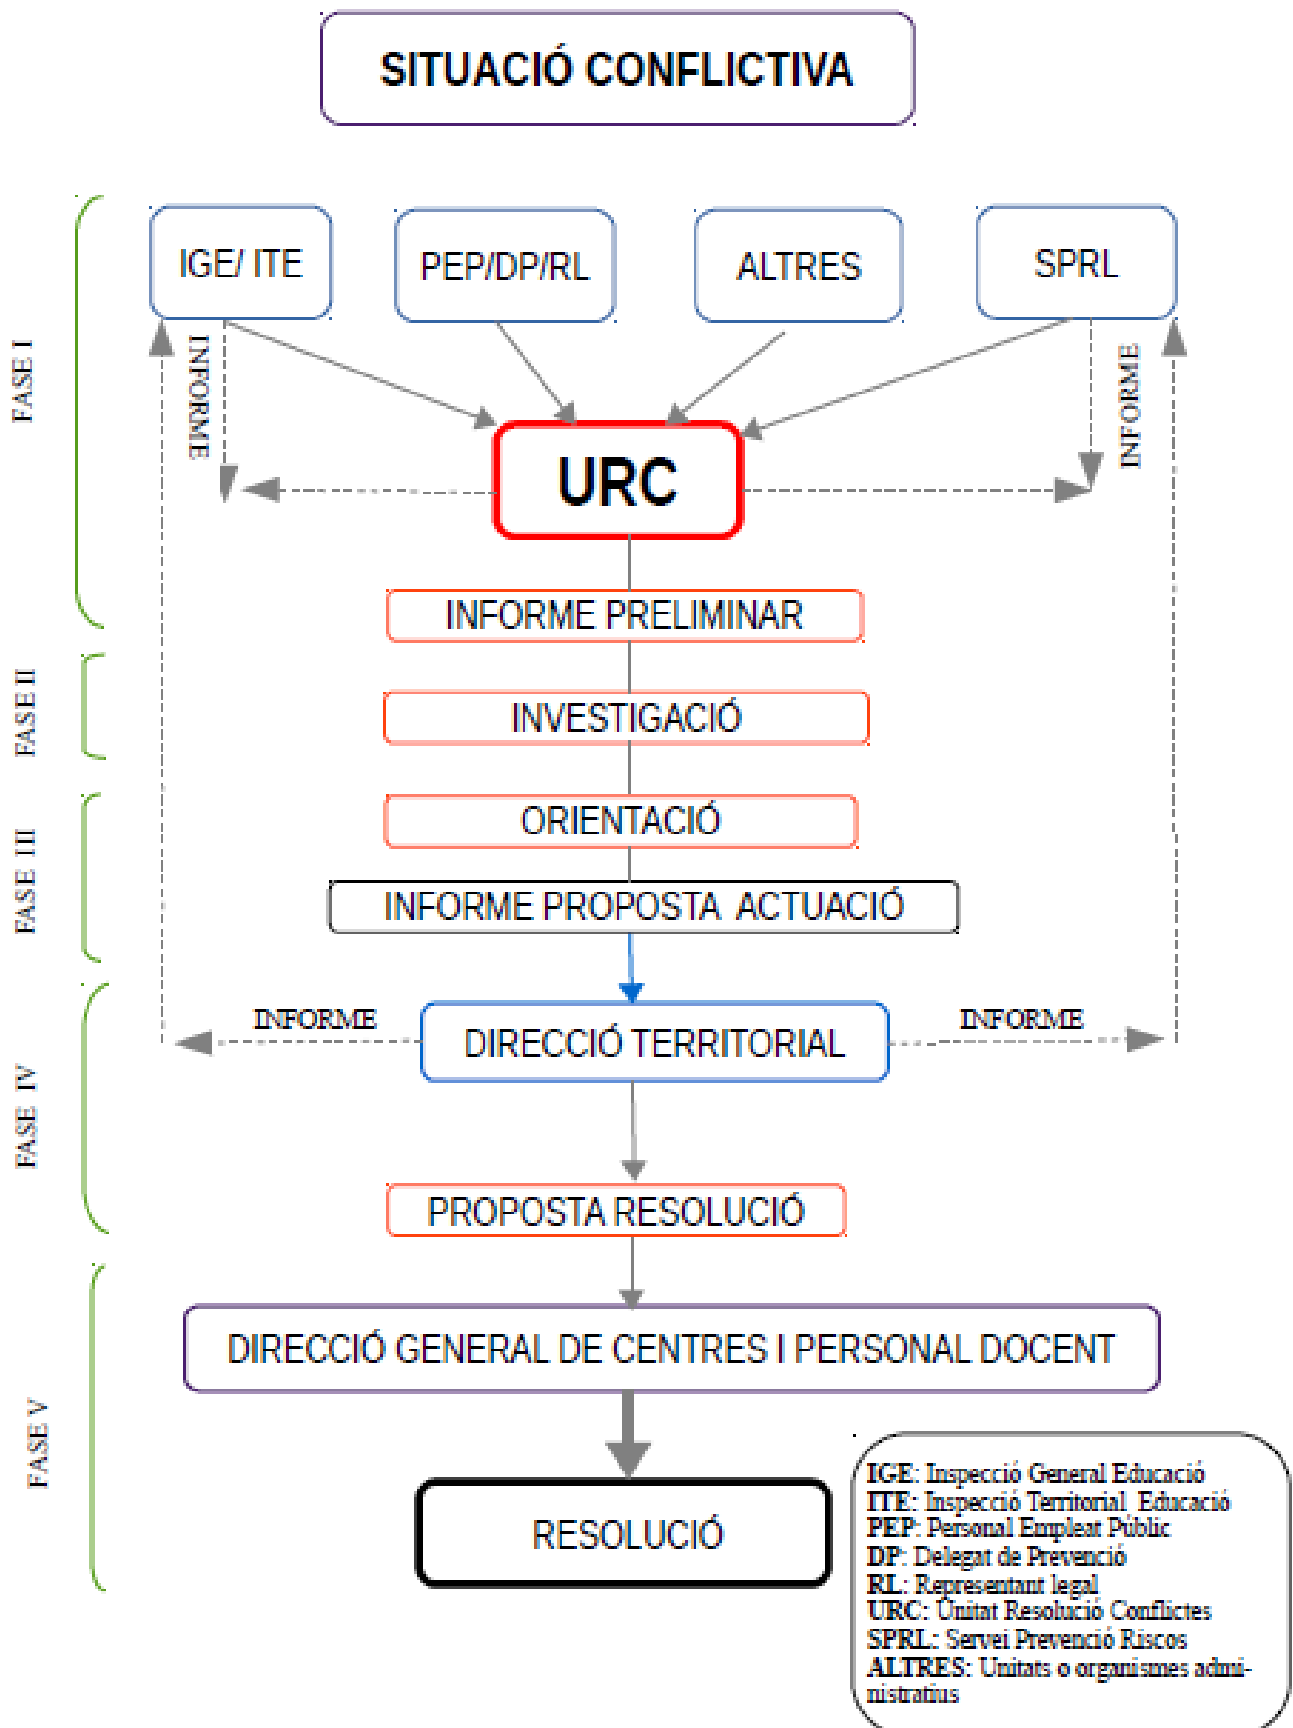 SITUACIÓ CONFLICTIVA
FASE I
IGE/ ITE
PEP/DP/RL
ALTRES
SPRL
INFORME
INFORME
URC
INFORME PRELIMINAR
FASE II
INVESTIGACIÓ
FASE III
ORIENTACIÓ
INFORME PROPOSTA ACTUACIÓ
FASE IV
INFORME
DIRECCIÓ TERRITORIAL
INFORME
PROPOSTA RESOLUCIÓ
FASE V
DIRECCIÓ GENERAL DE CENTRES I PERSONAL DOCENT
RESOLUCIÓ
IGE: Inspecció General Educació
ITE: Inspecció Territorial Educació
PEP: Personal Empleat Públic
DP: Delegat de Prevenció
RL: Representant legal
URC: Unitat Resolució Conflictes
SPRL: Servei Prevenció Riscos
ALTRES: Unitats o organismes admi-
nistratius